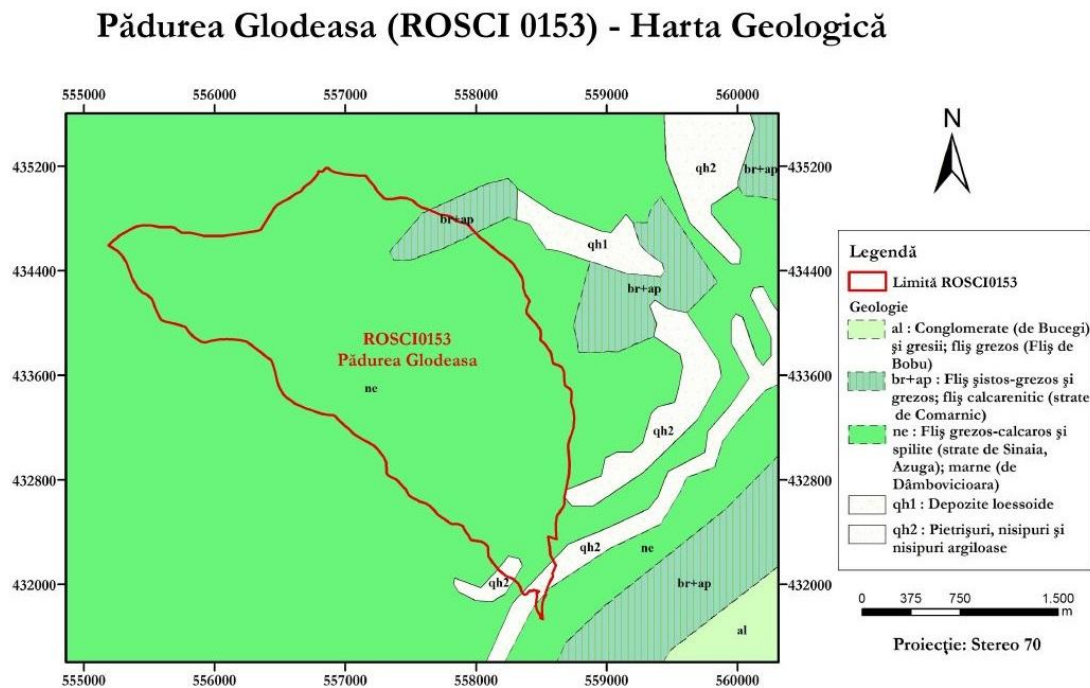 Pădurea Glodeasa (ROSCI 0153) - Harta Geologică
555000 556000 557000 558000 559000 560000
N
435200 435200
qh2
br+ap
br+ap
qh1
434400 434400
br+ap
ROSCI0153
Pădurea Glodeasa
433600 433600
ne
qh2
432800 432800
qh2
ne
432000 432000
qh2
br+ap
al
555000 556000 557000 558000 559000 560000
Legendă
Limită ROSCI0153
Geologie
al : Conglomerate (de Bucegi)
şi gresii; fliş grezos (Fliş de
Bobu)
br+ap : Fliş şistos-grezos şi
grezos; fliş calcarenitic (strate
de Comarnic)
ne : Fliş grezos-calcaros şi
spilite (strate de Sinaia,
Azuga); marne (de
Dâmbovicioara)
qh1 : Depozite loessoide
qh2 : Pietrişuri, nisipuri şi
nisipuri argiloase
0 375 750 1.500
m
Proiecţie: Stereo 70